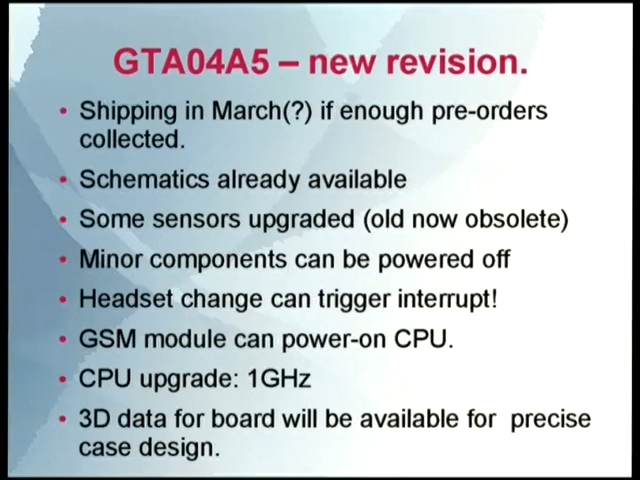 GTA04A5 – new revision.
• Shipping in March(?) if enough pre-orders
collected.
• Schematics already available
• Some sensors upgraded (old now obsolete)
• Minor components can be powered off
• Headset change can trigger interrupt!
• GSM module can power-on CPU.
• CPU upgrade: 1GHz
• 3D data for board will be available for  precise
case design.